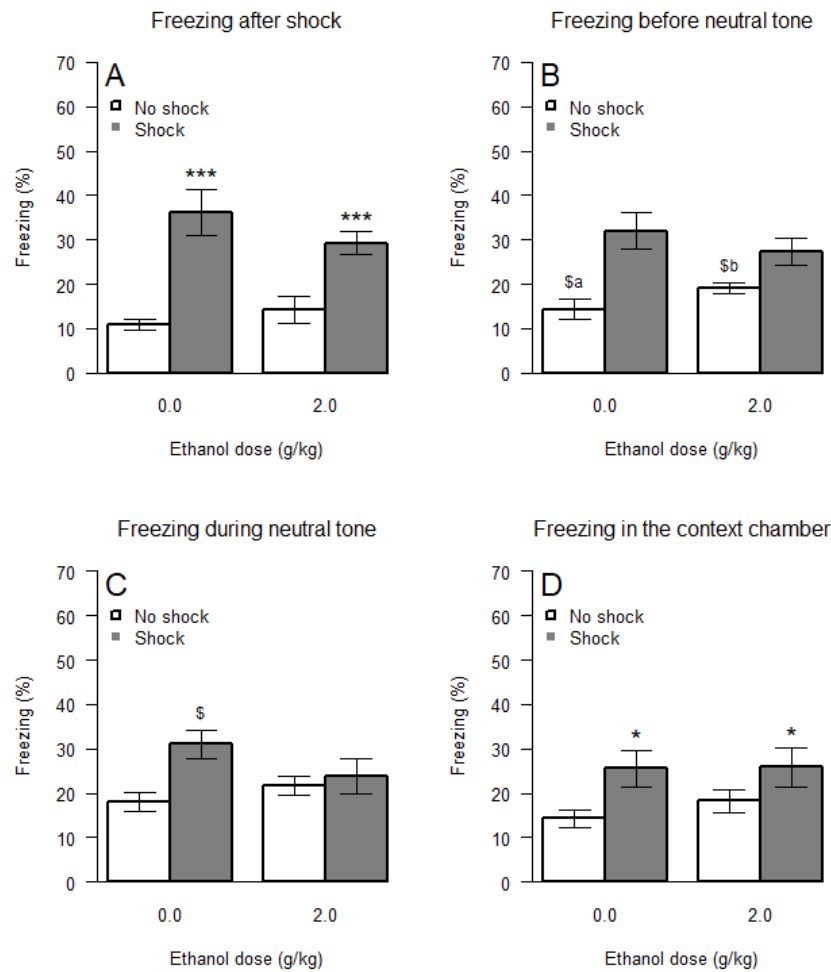 Freezing after shock
A
No shock
Shock
70
60
50
40
30
20
10
0
Freezing (%)
***
***
0.0 2.0
Ethanol dose (g/kg)
Freezing before neutral tone
B
No shock
Shock
70
60
50
40
30
20
10
0
Freezing (%)
$a
$b
0.0 2.0
Ethanol dose (g/kg)
Freezing during neutral tone
C
No shock
Shock
70
60
50
40
30
20
10
0
Freezing (%)
$
0.0 2.0
Ethanol dose (g/kg)
Freezing in the context chamber
D
No shock
Shock
70
60
50
40
30
20
10
0
Freezing (%)
*
*
0.0 2.0
Ethanol dose (g/kg)